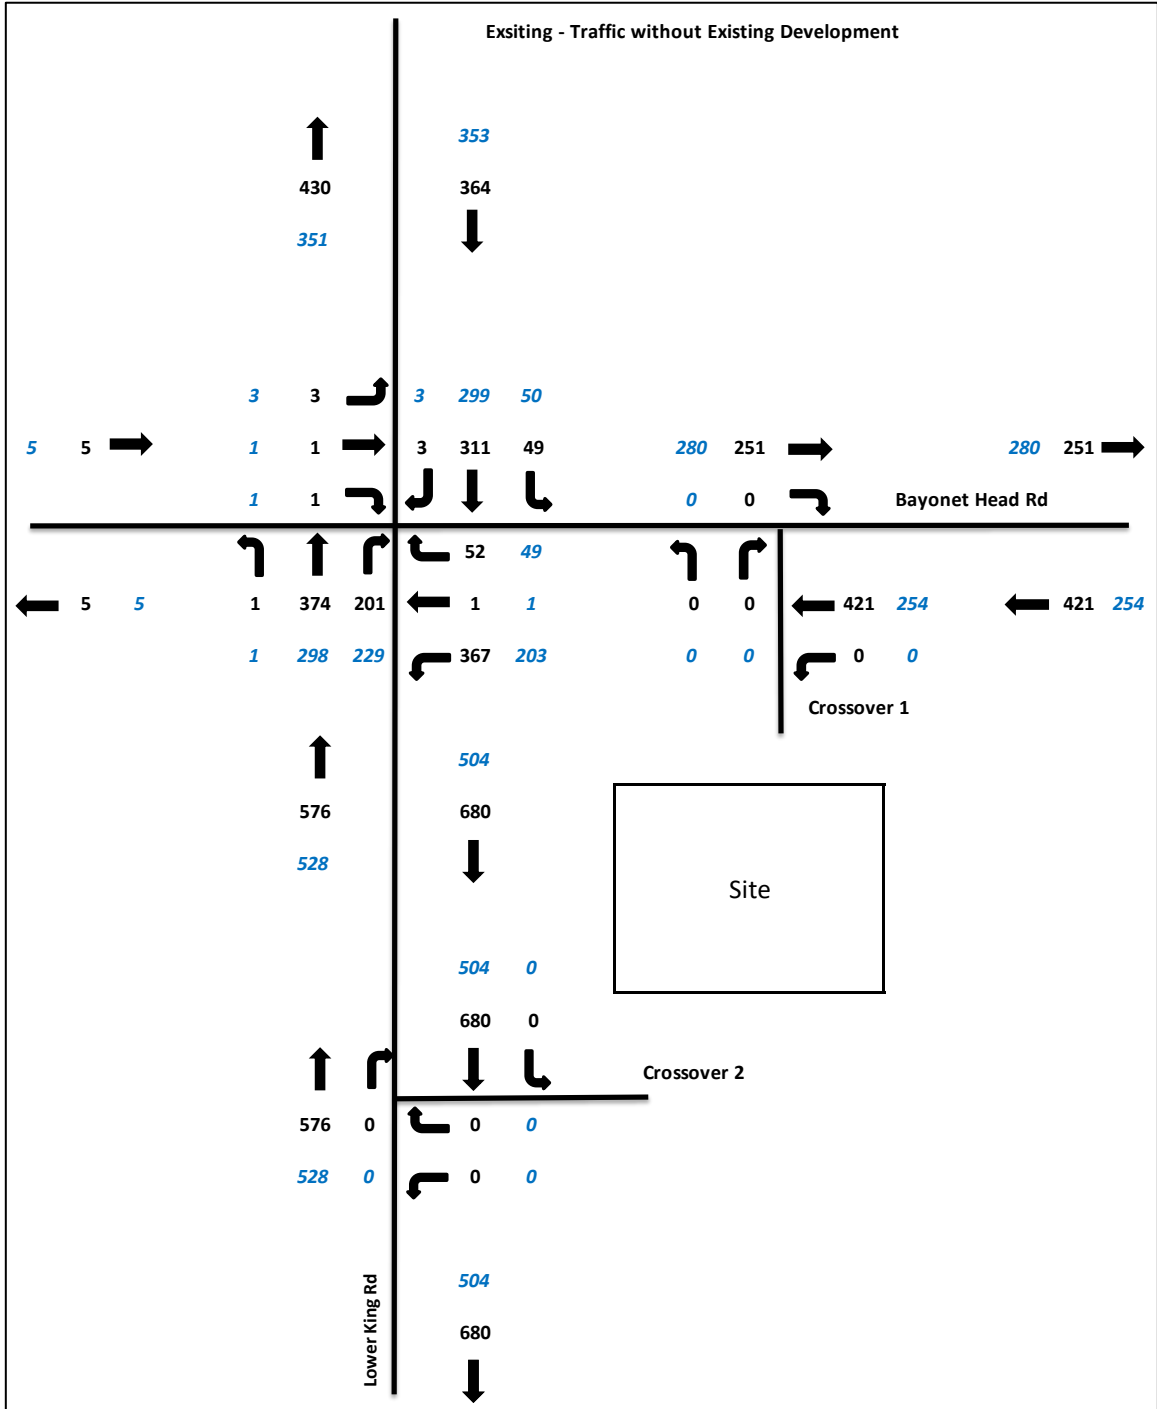 Exsiting - Traffic without Existing Development
353
430 364
351
3 3 3 299 50
5 5 1 1 3 311 49 280 251 280 251
1 1 0 0 Bayonet Head Rd
52 49
5 5 1 374 201 1 1 0 0 421 254 421 254
1 298 229 367 203 0 0 0 0
Crossover 1
504
576 680
528
Site
504 0
680 0
Crossover 2
576 0 0 0
528 0 0 0
504
Lower King Rd
680